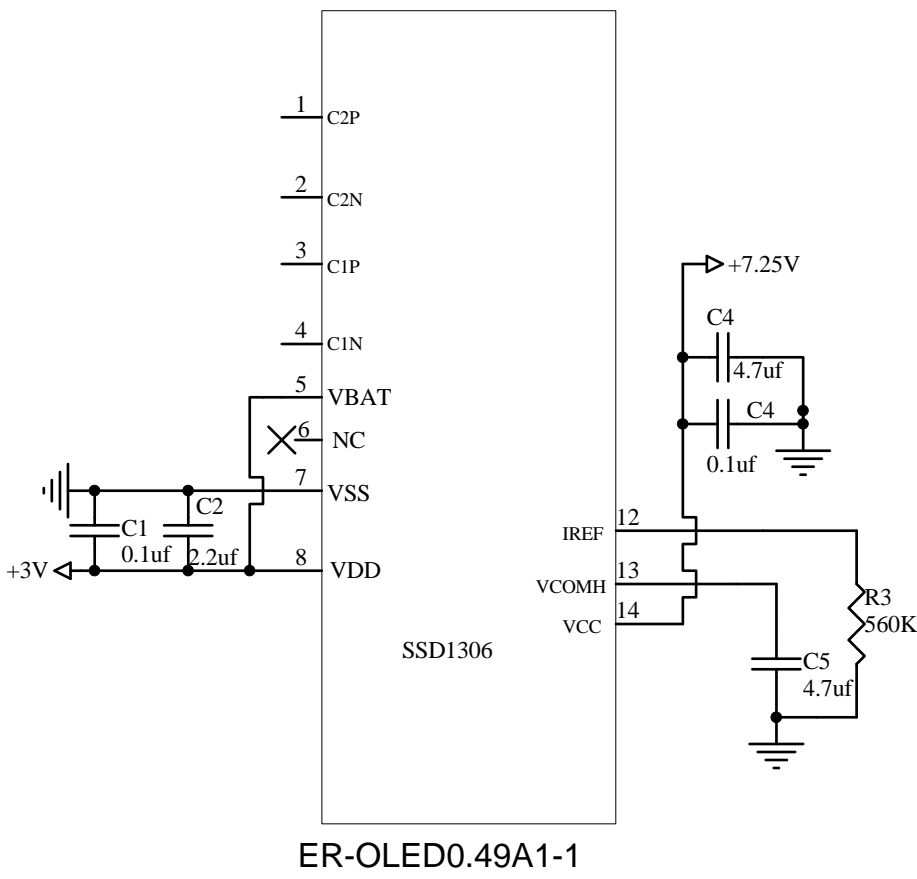 1
C2P
2
C2N
3
C1P
4
C1N
5
VBAT
6
NC
7
VSS
8
VDD
C1
0.1uf
C2
2.2uf
+3V
SSD1306
+7.25V
C4
4.7uf
C4
0.1uf
12
IREF
13
VCOMH
14
VCC
R3
560K
C5
4.7uf
ER-OLED0.49A1-1